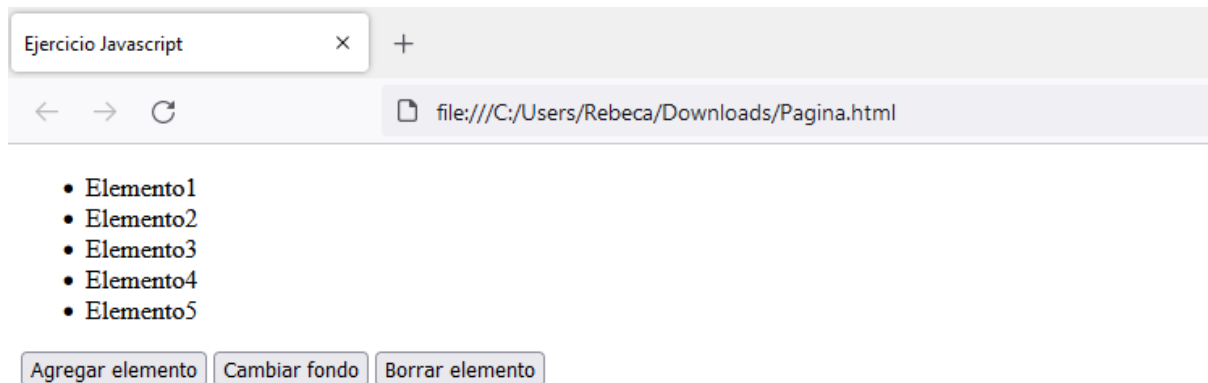 Ejercicio Javascript
file:///C:/Users/Rebeca/Downloads/Pagina.html
Elemento1
Elemento2
Elemento3
Elemento4
Elemento5
Agregar elemento Cambiar fondo Borrar elemento